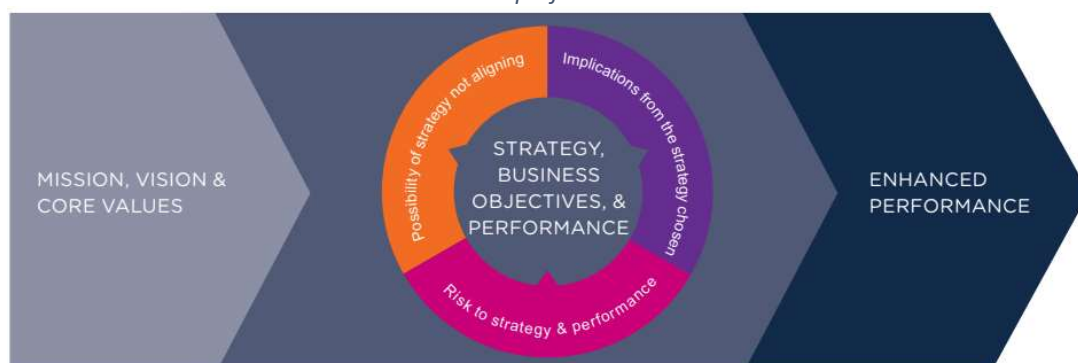 MISSION, VISION &
CORE VALUES
Possibility of strategy not aligning
Implications from the strategy chosen
STRATEGY,
BUSINESS
OBJECTIVES, &
PERFORMANCE
Risk to strategy & performance
ENHANCED
PERFORMANCE